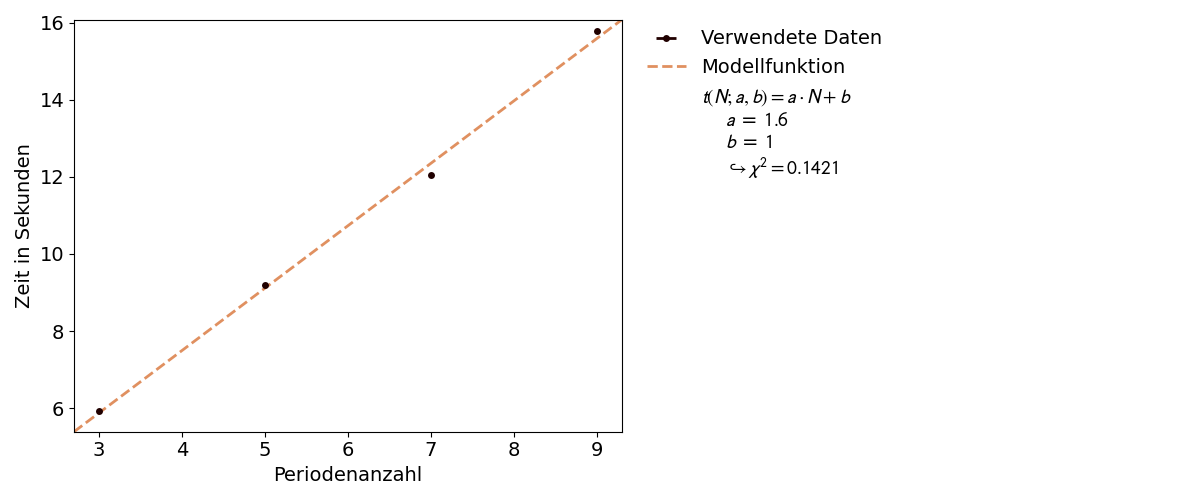 16
14
12
10
8
6
Zeit in Sekunden
3 4 5 6 7 8 9
Periodenanzahl
Verwendete Daten
Modellfunktion
t(N; a, b) = a · N + b
a = 1.6
b = 1
↪ χ² = 0.1421